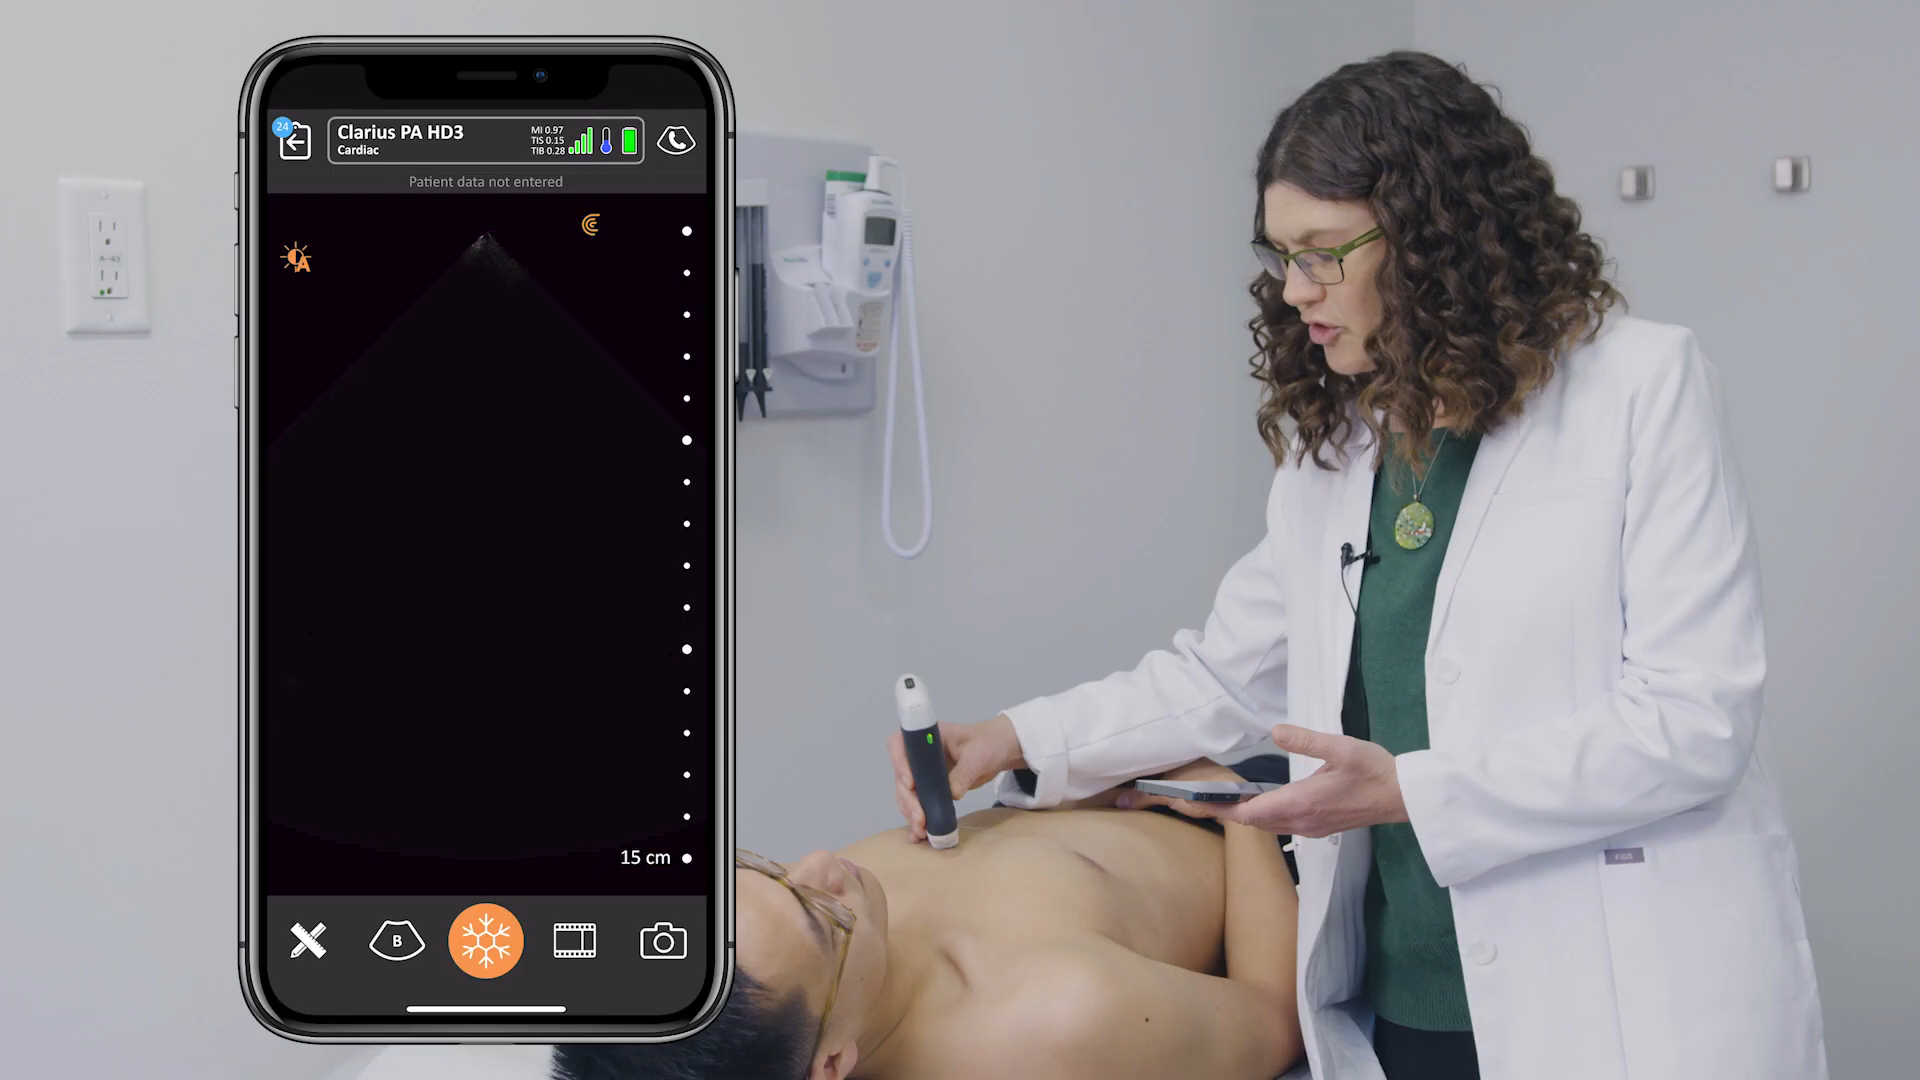 24
Clarius PA HD3
Cardiac
MI 0.97
TIS 0.15
TIB 0.28
Patient data not entered
A
15 cm
B